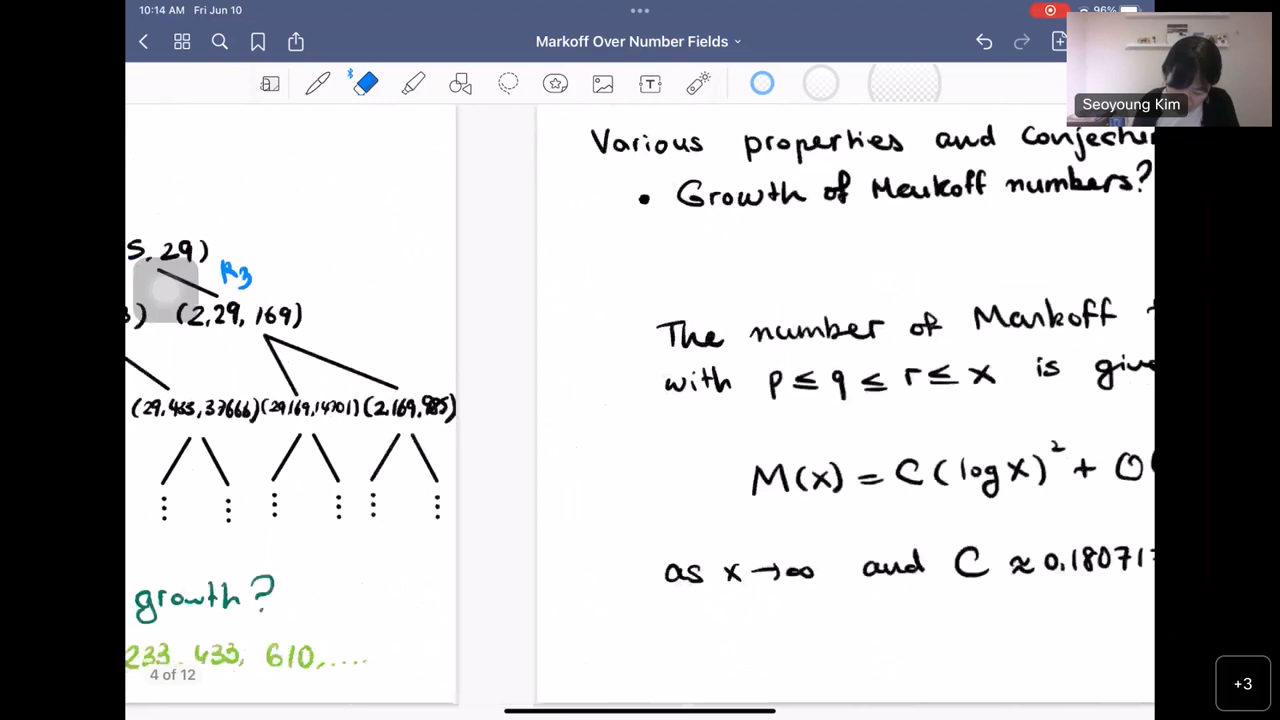 10:14 AM Fri Jun 10
96%
Markoff Over Number Fields
Seoyoung Kim
5, 29)
R3
) (2,29, 169)
(29,433,37666) (29,169,14701) (2,169,985)
growth?
233, 433, 610,.....
4 of 12
Various properties and Conjectu
• Growth of Markoff numbers?
The number of Markoff t
with p ≤ q ≤ r ≤ x is give
M(x) = C(log x)² + O(
as x→∞ and C ≈ 0.18071
+3